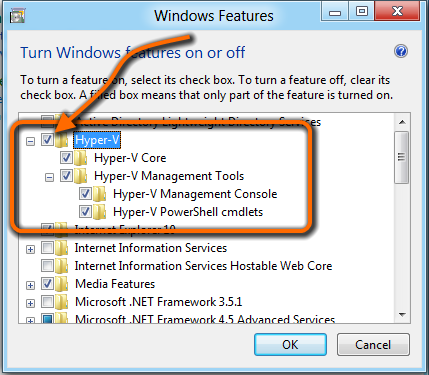 Windows Features
Turn Windows features on or off
To turn a feature on, select its check box. To turn a feature off, clear its
check box. A filled box means that only part of the feature is turned on.
Active Directory Lightweight Directory Services
Hyper-V
Hyper-V Core
Hyper-V Management Tools
Hyper-V Management Console
Hyper-V PowerShell cmdlets
Internet Explorer 10
Internet Information Services
Internet Information Services Hostable Web Core
Media Features
Microsoft .NET Framework 3.5.1
Microsoft .NET Framework 4.5 Advanced Services
OK
Cancel